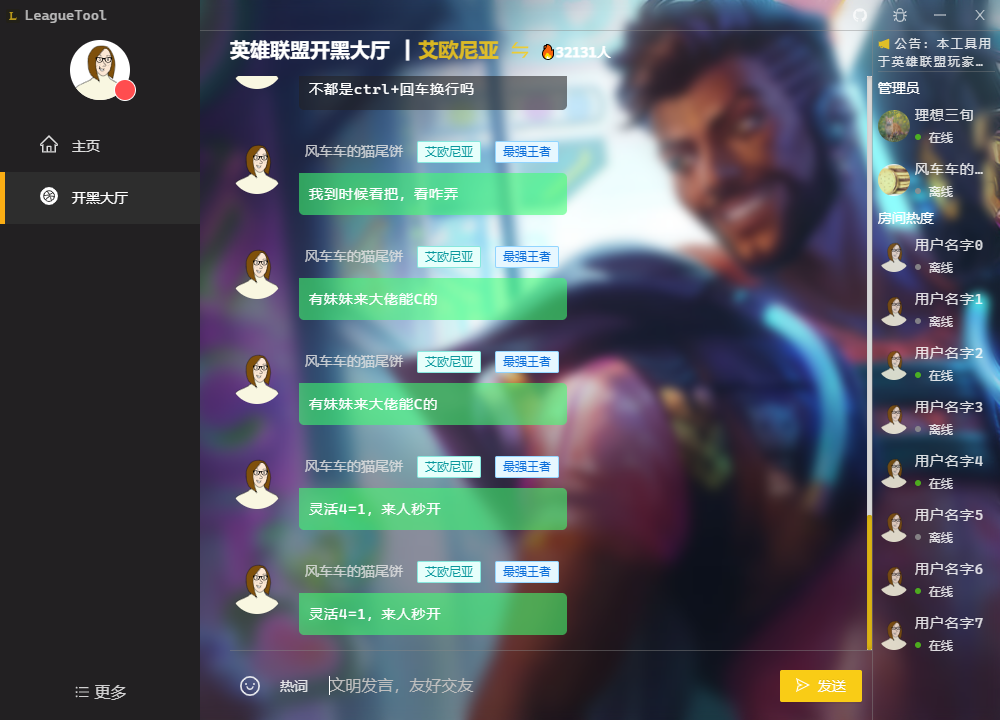 L LeagueTool
主页
开黑大厅
更多
英雄联盟开黑大厅 | 艾欧尼亚 32131人
不都是ctrl+回车换行吗
风车车的猫尾饼 艾欧尼亚 最强王者
我到时候看把，看咋弄
风车车的猫尾饼 艾欧尼亚 最强王者
有妹妹来大佬能C的
风车车的猫尾饼 艾欧尼亚 最强王者
有妹妹来大佬能C的
风车车的猫尾饼 艾欧尼亚 最强王者
灵活4=1，来人秒开
风车车的猫尾饼 艾欧尼亚 最强王者
灵活4=1，来人秒开
热词 文明发言，友好交友 发送
公告: 本工具用
于英雄联盟玩家…
管理员
理想三旬
在线
风车车的…
离线
房间热度
用户名字0
离线
用户名字1
离线
用户名字2
在线
用户名字3
离线
用户名字4
在线
用户名字5
离线
用户名字6
在线
用户名字7
在线